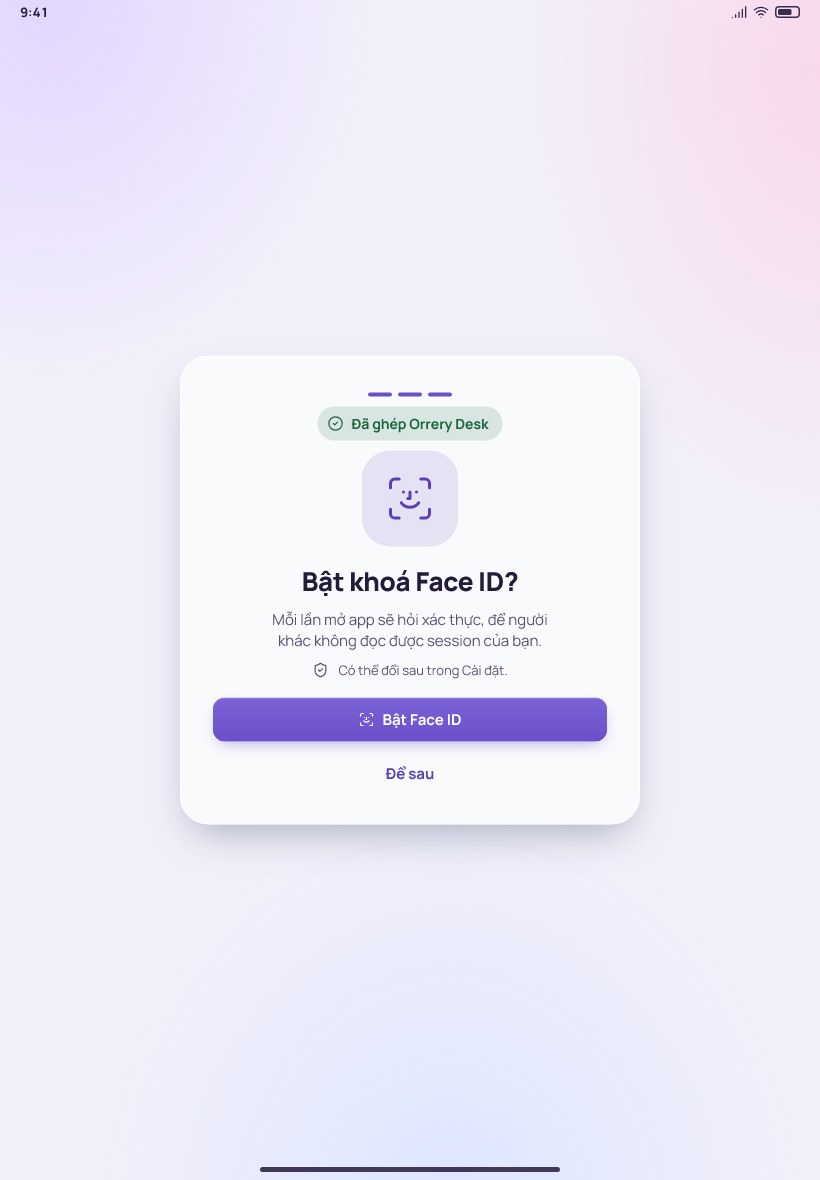 9:41
Đã ghép Orrery Desk
Bật khoá Face ID?
Mỗi lần mở app sẽ hỏi xác thực, để người
khác không đọc được session của bạn.
Có thể đổi sau trong Cài đặt.
Bật Face ID
Để sau